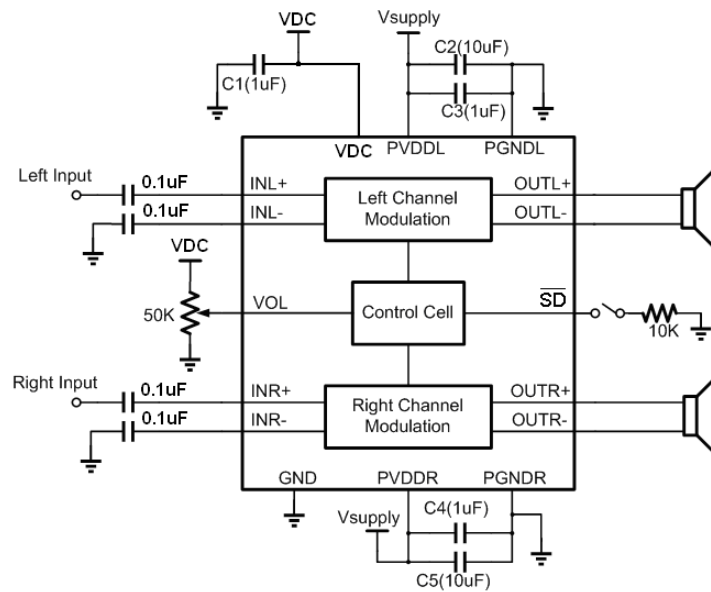 VDC
Vsupply
C2(10uF)
C1(1uF)
C3(1uF)
VDC
PVDDL
PGNDL
Left Input
0.1uF
INL+
Left Channel
Modulation
OUTL+
0.1uF
INL-
OUTL-
VDC
50K
VOL
Control Cell
SD
10K
Right Input
0.1uF
INR+
Right Channel
Modulation
OUTR+
0.1uF
INR-
OUTR-
GND
PVDDR
PGNDR
Vsupply
C4(1uF)
C5(10uF)